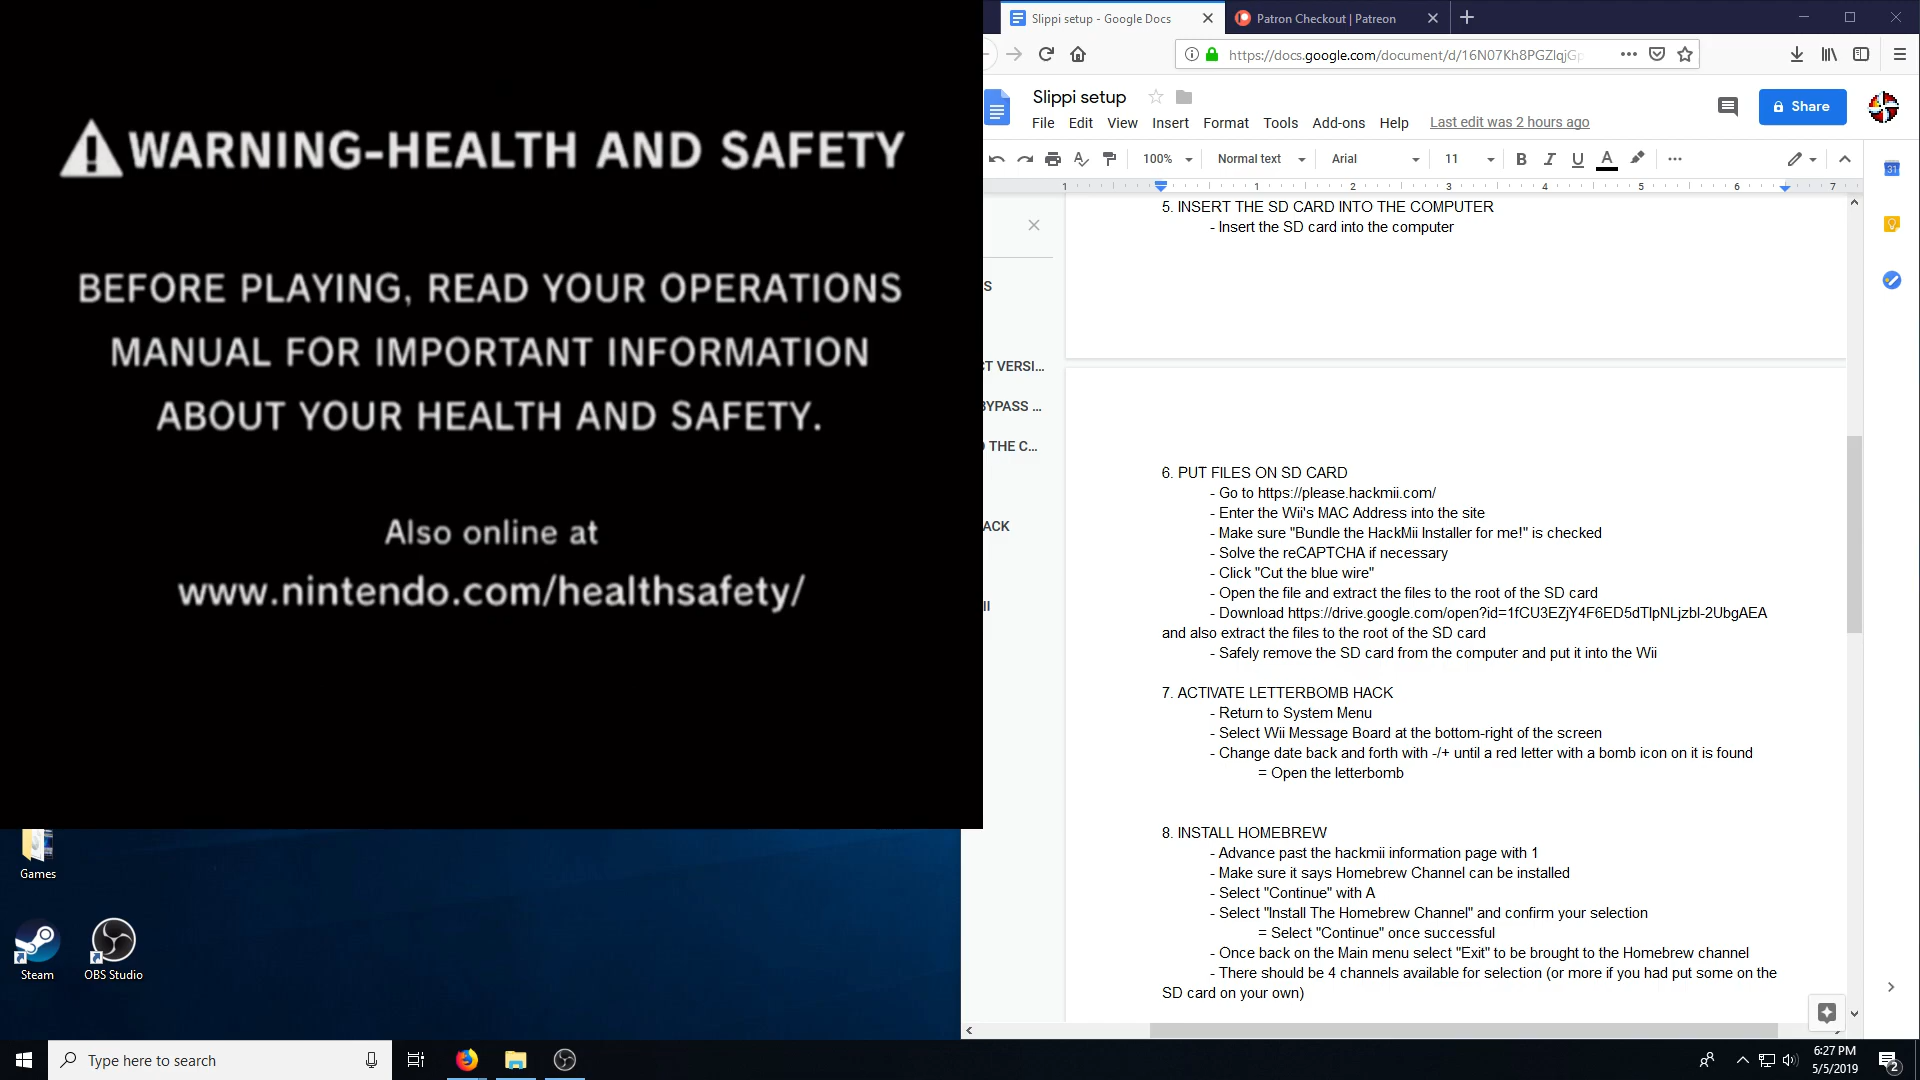 WARNING-HEALTH AND SAFETY
BEFORE PLAYING, READ YOUR OPERATIONS
MANUAL FOR IMPORTANT INFORMATION
ABOUT YOUR HEALTH AND SAFETY.
Also online at
www.nintendo.com/healthsafety/
Games
Steam
OBS Studio
Type here to search
Slippi setup - Google Docs
Patron Checkout | Patreon
https://docs.google.com/document/d/16N07Kh8PGZlqjGp
Slippi setup
File Edit View Insert Format Tools Add-ons Help Last edit was 2 hours ago
Share
100% Normal text Arial 11 B I U A
1 1 2 3 4 5 6 7
31
S
CT VERSI...
BYPASS ...
O THE C...
ACK
II
5. INSERT THE SD CARD INTO THE COMPUTER
- Insert the SD card into the computer
6. PUT FILES ON SD CARD
- Go to https://please.hackmii.com/
- Enter the Wii's MAC Address into the site
- Make sure "Bundle the HackMii Installer for me!" is checked
- Solve the reCAPTCHA if necessary
- Click "Cut the blue wire"
- Open the file and extract the files to the root of the SD card
- Download https://drive.google.com/open?id=1fCU3EZjY4F6ED5dTlpNLjzbl-2UbgAEA
and also extract the files to the root of the SD card
- Safely remove the SD card from the computer and put it into the Wii
7. ACTIVATE LETTERBOMB HACK
- Return to System Menu
- Select Wii Message Board at the bottom-right of the screen
- Change date back and forth with -/+ until a red letter with a bomb icon on it is found
= Open the letterbomb
8. INSTALL HOMEBREW
- Advance past the hackmii information page with 1
- Make sure it says Homebrew Channel can be installed
- Select "Continue" with A
- Select "Install The Homebrew Channel" and confirm your selection
= Select "Continue" once successful
- Once back on the Main menu select "Exit" to be brought to the Homebrew channel
- There should be 4 channels available for selection (or more if you had put some on the
SD card on your own)
6:27 PM
5/5/2019
2